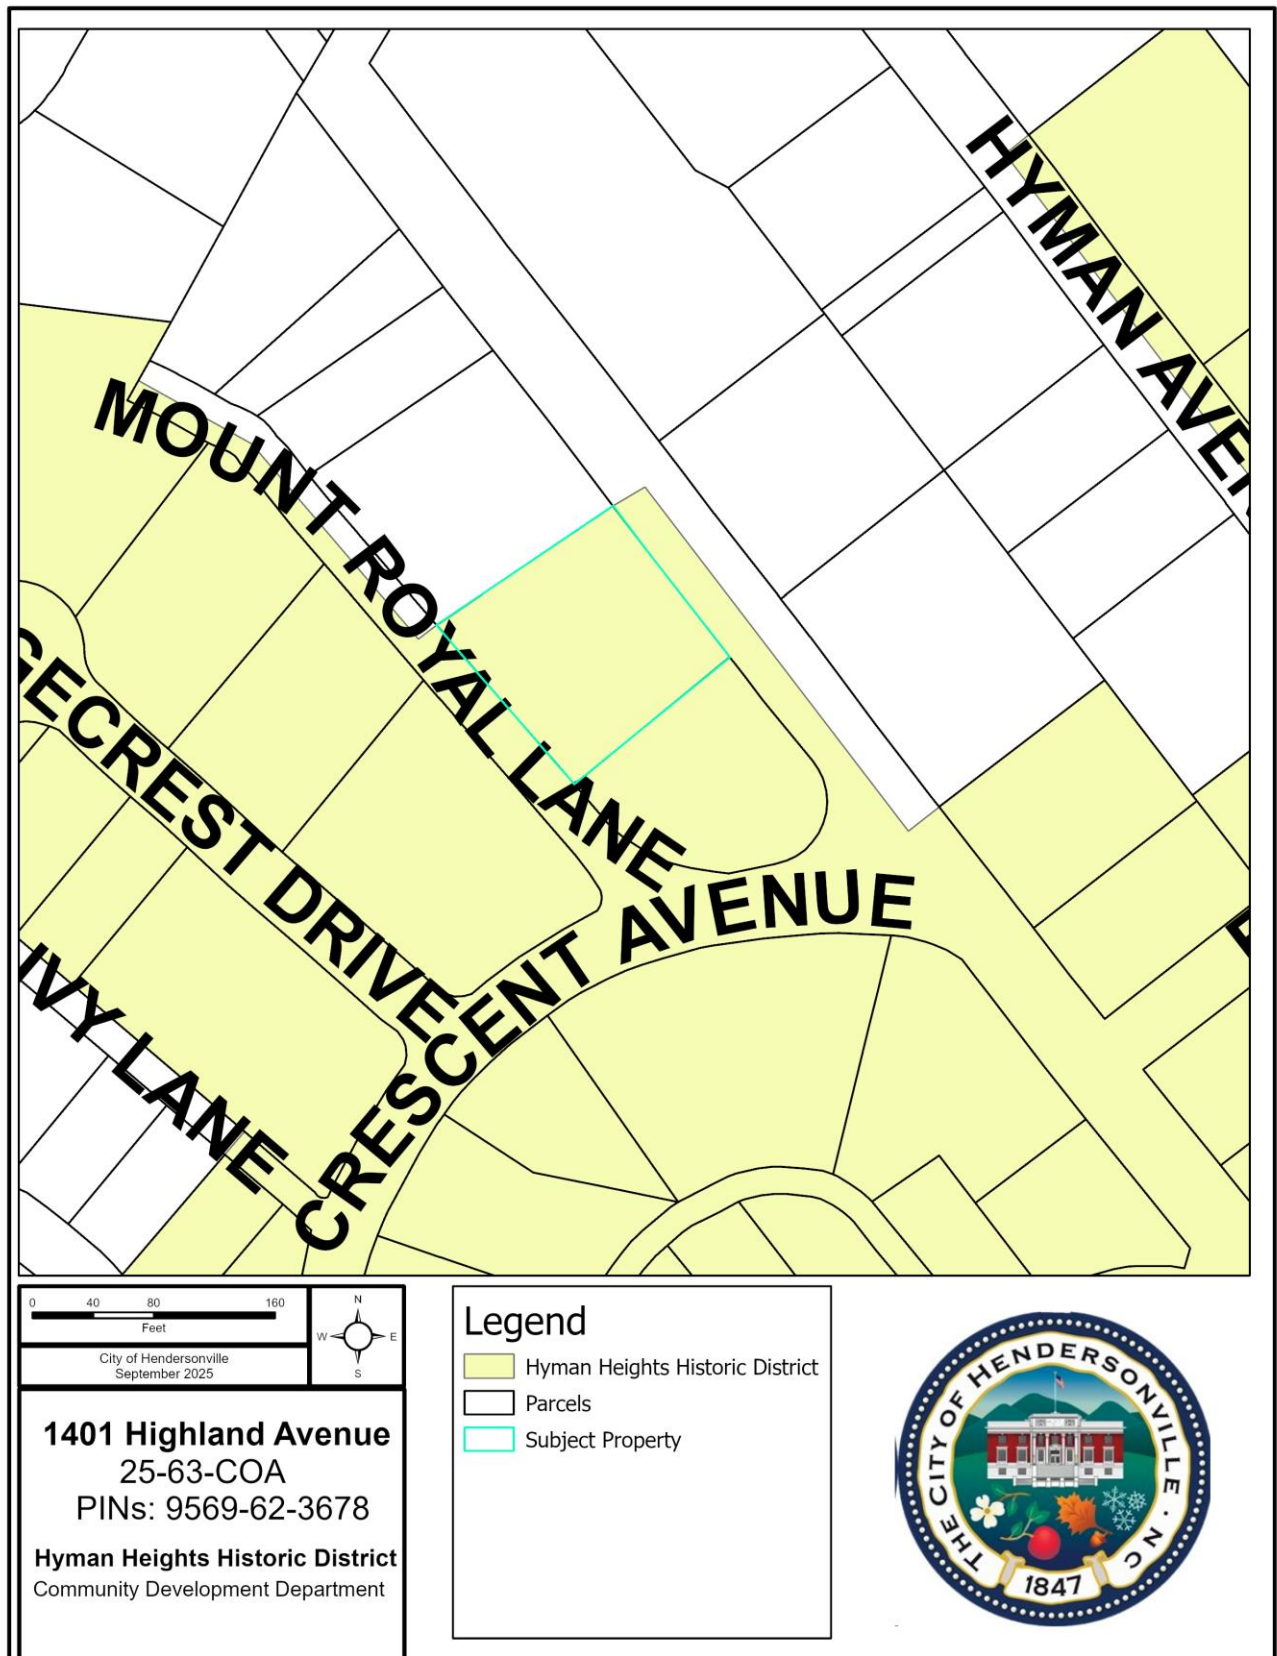 HYMAN AVEN
MOUNT ROYAL LANE
GECREST DRIVE
CRESCENT AVENUE
IVY LANE
0 40 80 160
Feet
City of Hendersonville
September 2025
N
W E
S
1401 Highland Avenue
25-63-COA
PINs: 9569-62-3678
Hyman Heights Historic District
Community Development Department
Legend
Hyman Heights Historic District
Parcels
Subject Property
THE CITY OF HENDERSONVILLE · NC
1847